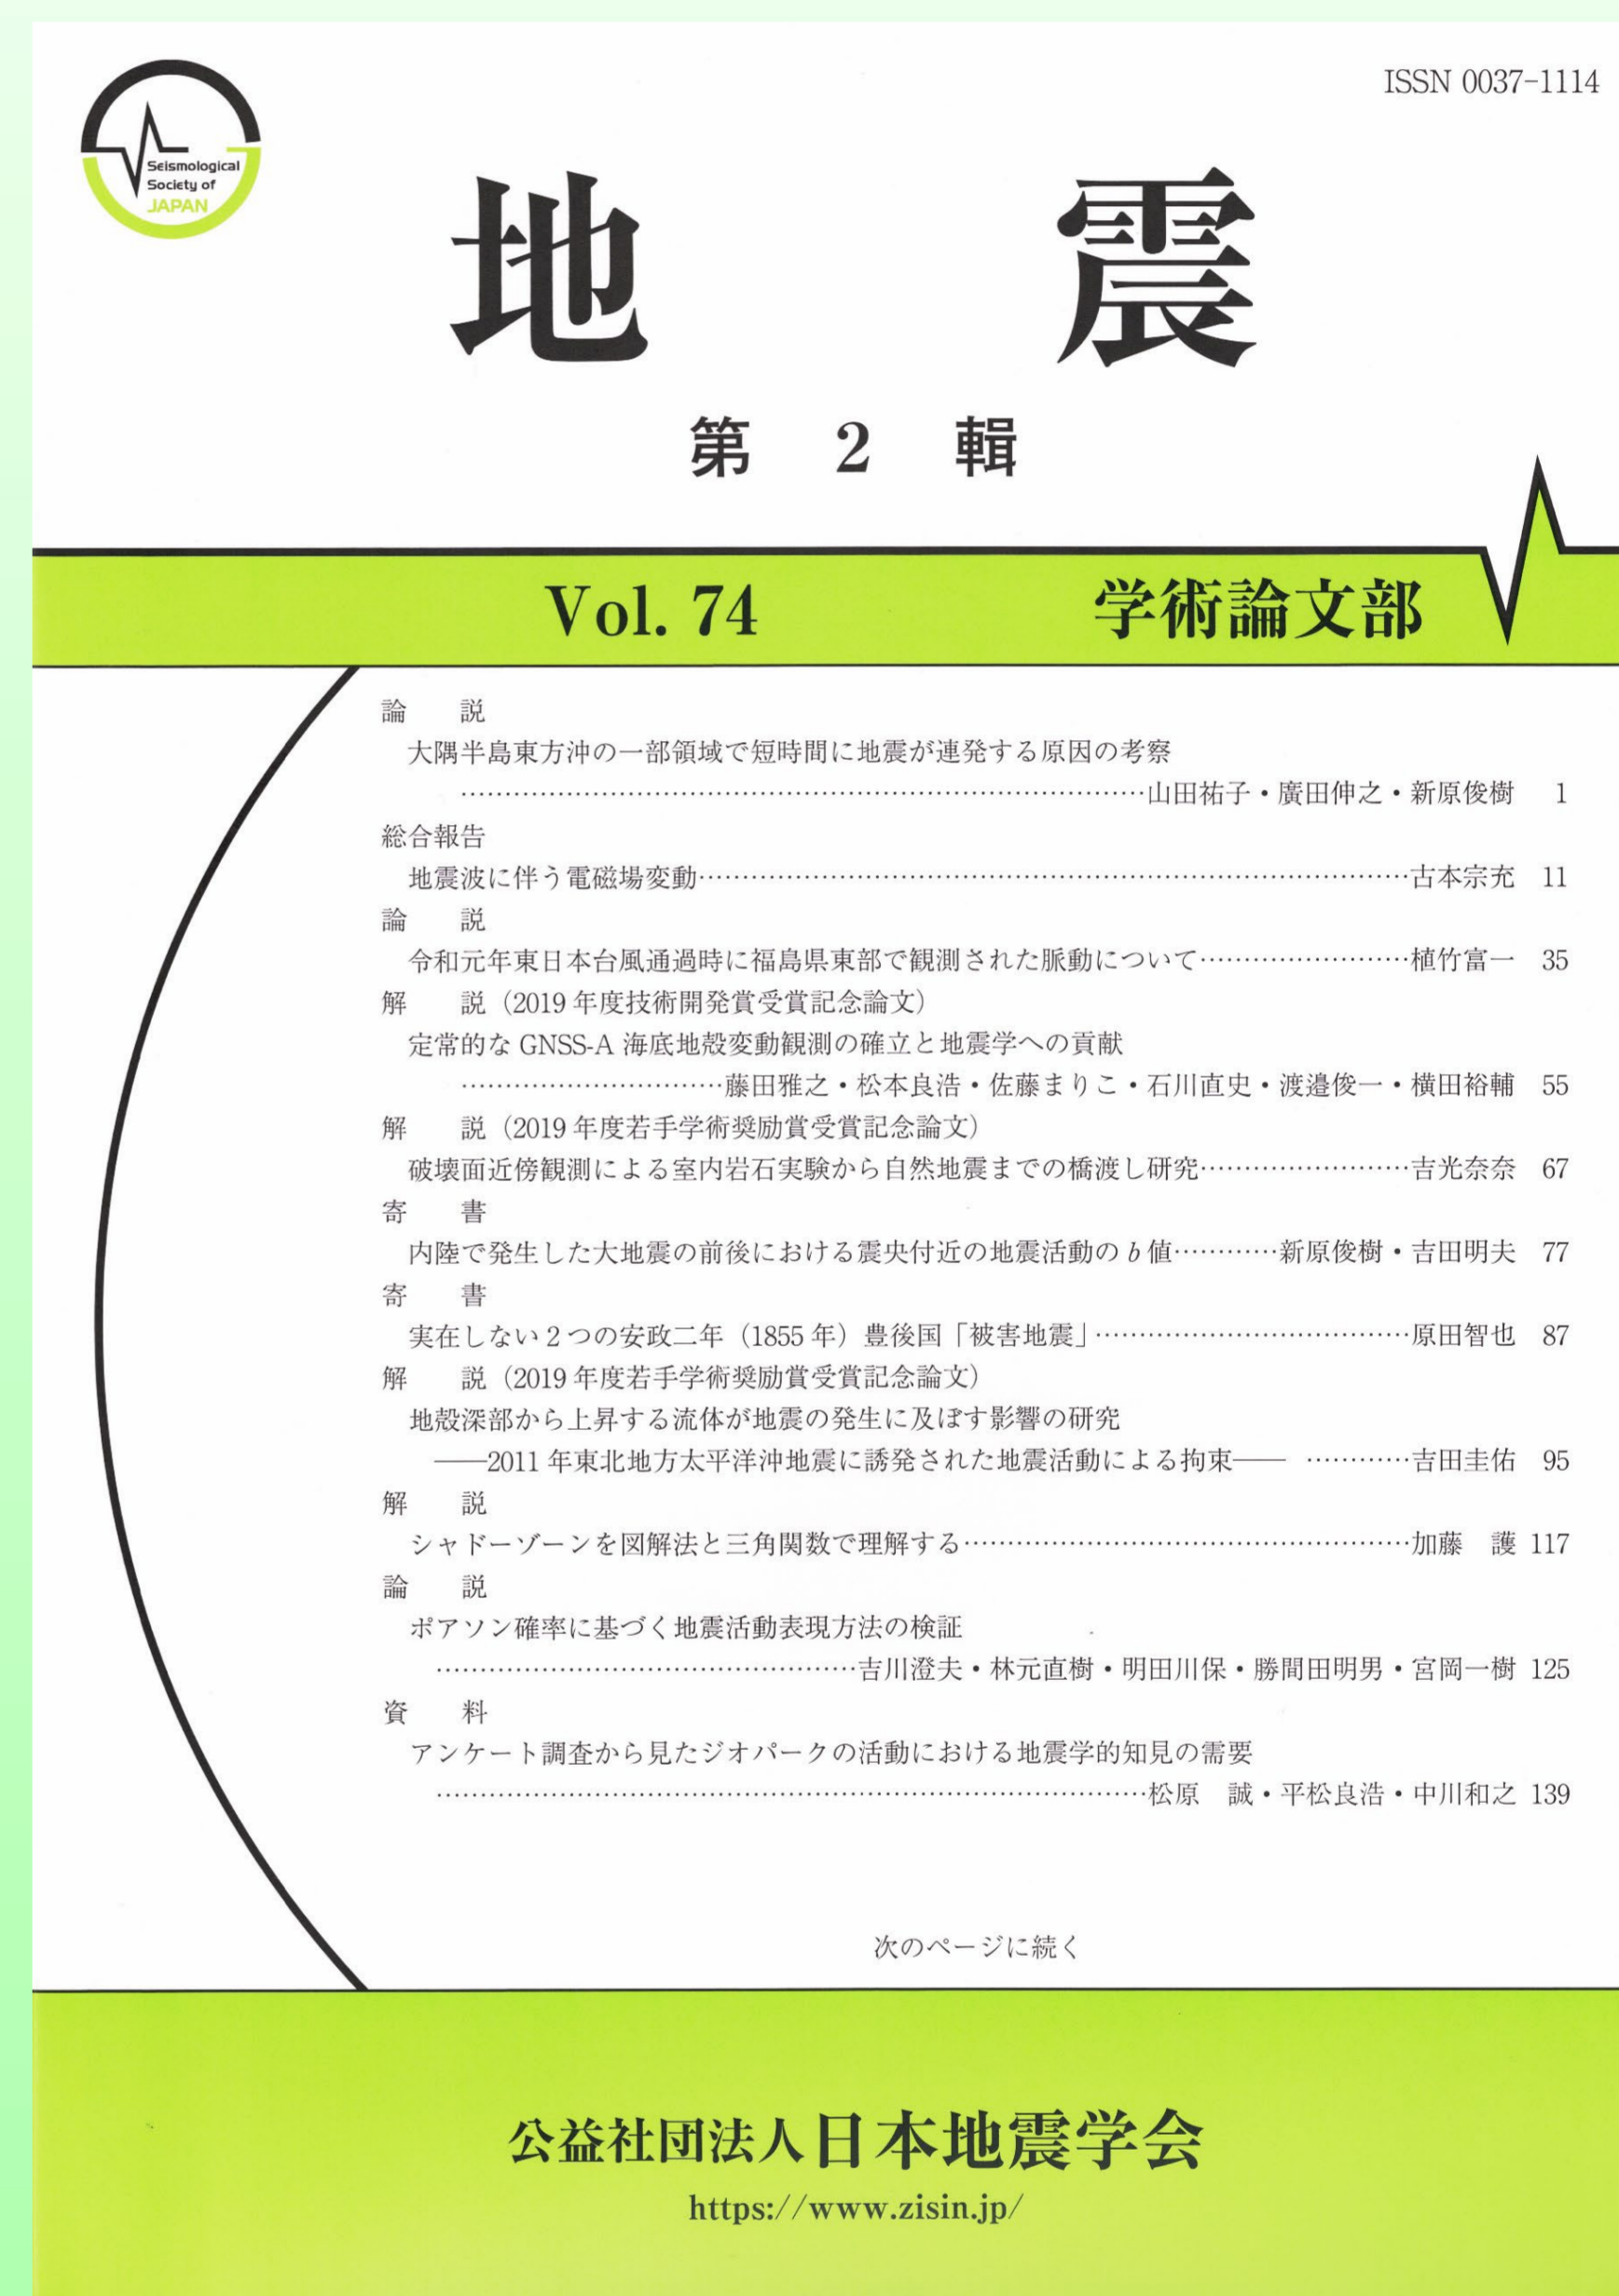 ISSN 0037-1114
Seismological
Society of
JAPAN
地　震
第 2 輯
Vol. 74　学術論文部
論　説
大隅半島東方沖の一部領域で短時間に地震が連発する原因の考察
……山田祐子・廣田伸之・新原俊樹 1
総合報告
地震波に伴う電磁場変動……古本宗充 11
論　説
令和元年東日本台風通過時に福島県東部で観測された脈動について……植竹富一 35
解　説（2019 年度技術開発賞受賞記念論文）
定常的な GNSS-A 海底地殻変動観測の確立と地震学への貢献
……藤田雅之・松本良浩・佐藤まりこ・石川直史・渡邉俊一・横田裕輔 55
解　説（2019 年度若手学術奨励賞受賞記念論文）
破壊面近傍観測による室内岩石実験から自然地震までの橋渡し研究……吉光奈奈 67
寄　書
内陸で発生した大地震の前後における震央付近の地震活動の b 値……新原俊樹・吉田明夫 77
寄　書
実在しない 2 つの安政二年（1855 年）豊後国「被害地震」……原田智也 87
解　説（2019 年度若手学術奨励賞受賞記念論文）
地殻深部から上昇する流体が地震の発生に及ぼす影響の研究
――2011 年東北地方太平洋沖地震に誘発された地震活動による拘束―― ……吉田圭佑 95
解　説
シャドーゾーンを図解法と三角関数で理解する……加藤　護 117
論　説
ポアソン確率に基づく地震活動表現方法の検証
……吉川澄夫・林元直樹・明田川保・勝間田明男・宮岡一樹 125
資　料
アンケート調査から見たジオパークの活動における地震学的知見の需要
……松原　誠・平松良浩・中川和之 139
次のページに続く
公益社団法人日本地震学会
https://www.zisin.jp/